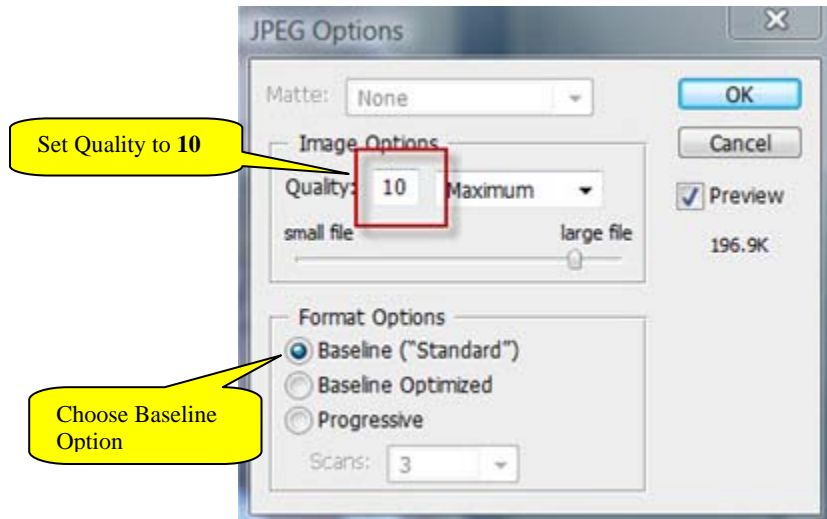 JPEG Options
Matte: None
OK
Set Quality to 10
Image Options
Cancel
Quality: 10 Maximum
Preview
small file large file
196.9K
Format Options
Baseline ("Standard")
Baseline Optimized
Choose Baseline
Option
Progressive
Scans: 3